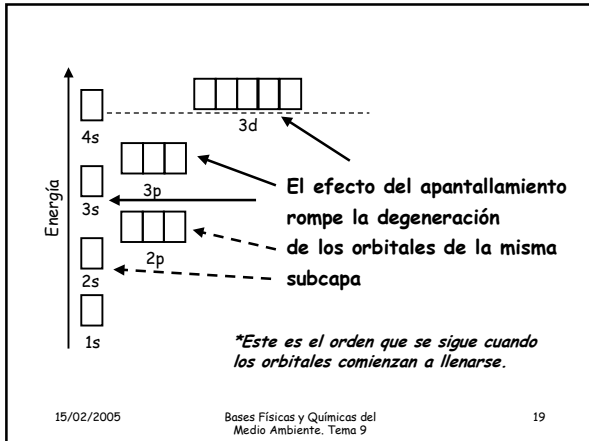 4s
3d
3p
3s
2p
2s
1s
Energía
El efecto del apantallamiento
rompe la degeneración
de los orbitales de la misma
subcapa
*Este es el orden que se sigue cuando
los orbitales comienzan a llenarse.
15/02/2005
Bases Físicas y Químicas del
Medio Ambiente. Tema 9
19